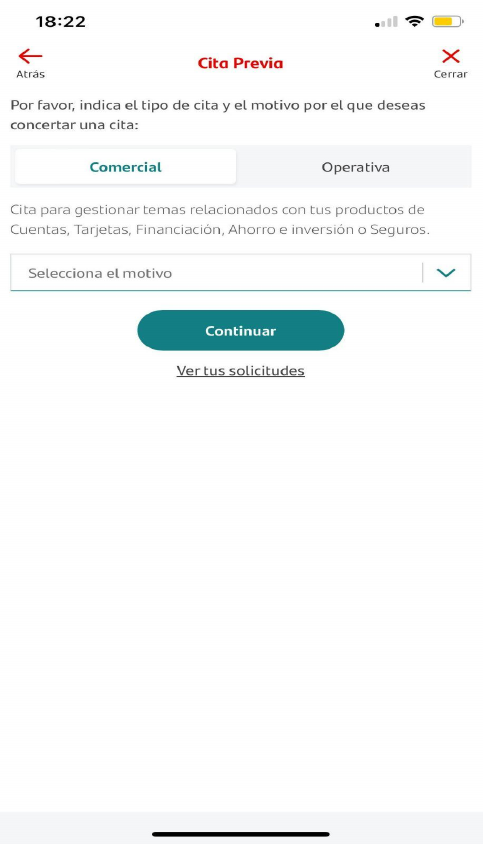 18:22
Atrás
Cita Previa
Cerrar
Por favor, indica el tipo de cita y el motivo por el que deseas
concertar una cita:
Comercial
Operativa
Cita para gestionar temas relacionados con tus productos de
Cuentas, Tarjetas, Financiación, Ahorro e inversión o Seguros.
Selecciona el motivo
Continuar
Ver tus solicitudes